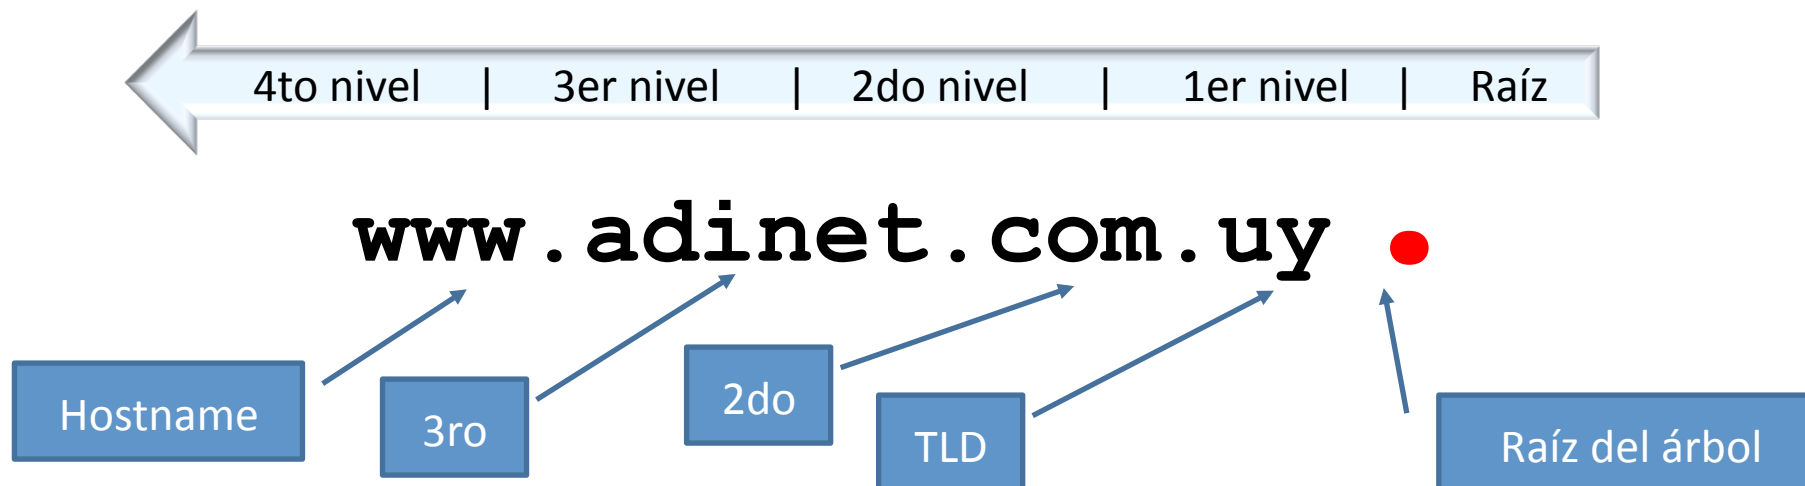 4to nivel | 3er nivel | 2do nivel | 1er nivel | Raíz
www.adinet.com.uy .
Hostname
3ro
2do
TLD
Raíz del árbol